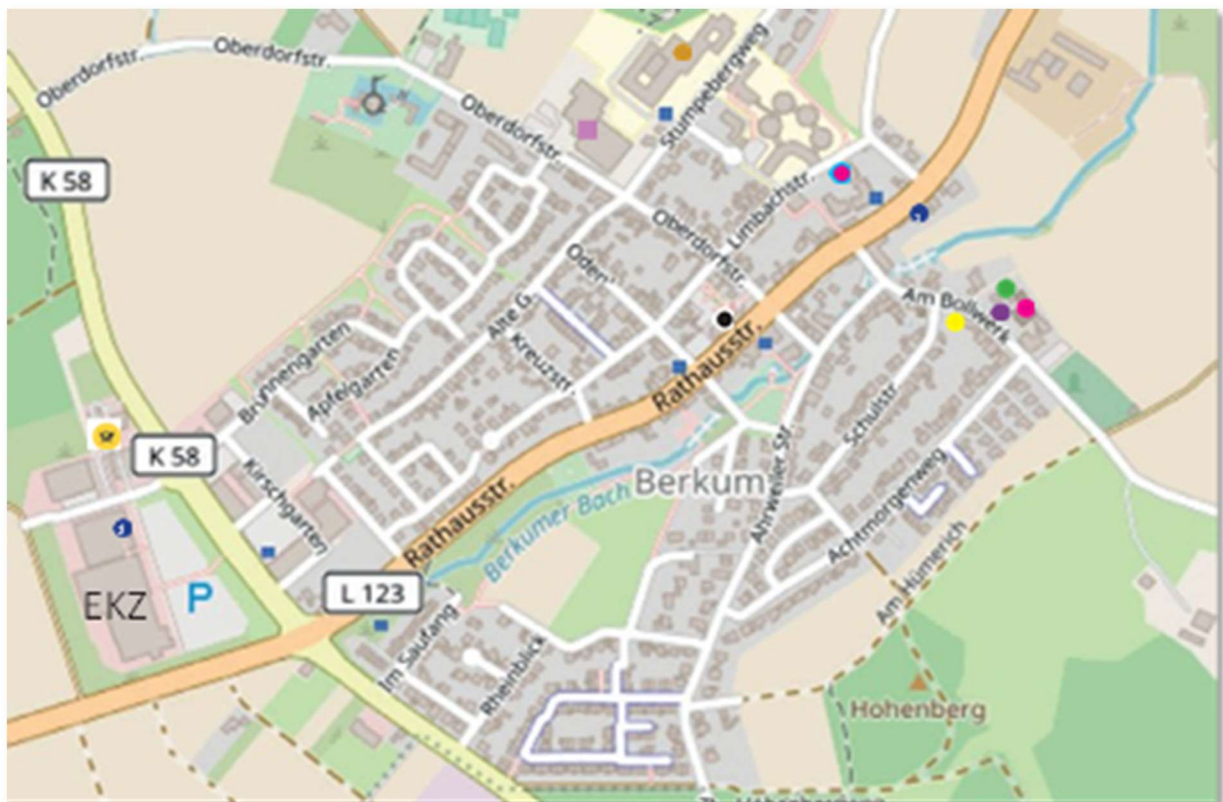 Oberdorfstr.
Oberdorfstr.
Oberdorfstr.
Stumpebergweg
K 58
Limbachstr.
Oberdorfstr.
Oden'
Am Bollwerk
Alte G.
Kreuzstr.
Rathausstr.
Brunnengarten
Apfelgarten
Schulstr.
K 58
Kirschgarten
Berkum
Ahrweiler Str.
Achtmorgenweg
Rathausstr.
Berkumer Bach
Am Hümerich
EKZ
P
L 123
Im Saufang
Rheinblick
Hohenberg